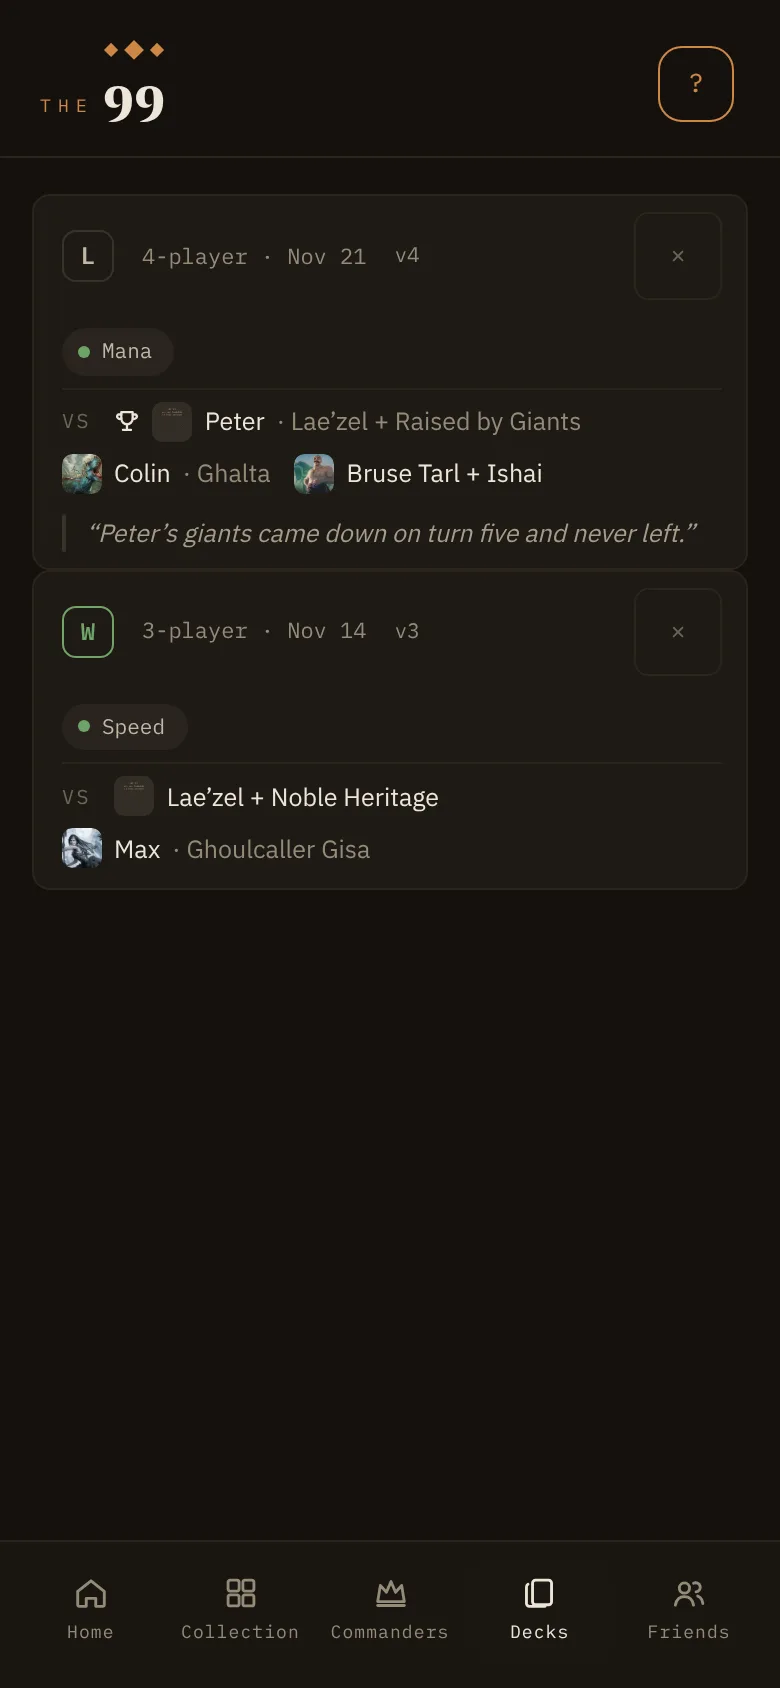 THE 99
?
L 4-player · Nov 21 v4 ×
Mana
VS Peter · Lae’zel + Raised by Giants
Colin · Ghalta Bruse Tarl + Ishai
“Peter’s giants came down on turn five and never left.”
W 3-player · Nov 14 v3 ×
Speed
VS Lae’zel + Noble Heritage
Max · Ghoulcaller Gisa
Home Collection Commanders Decks Friends